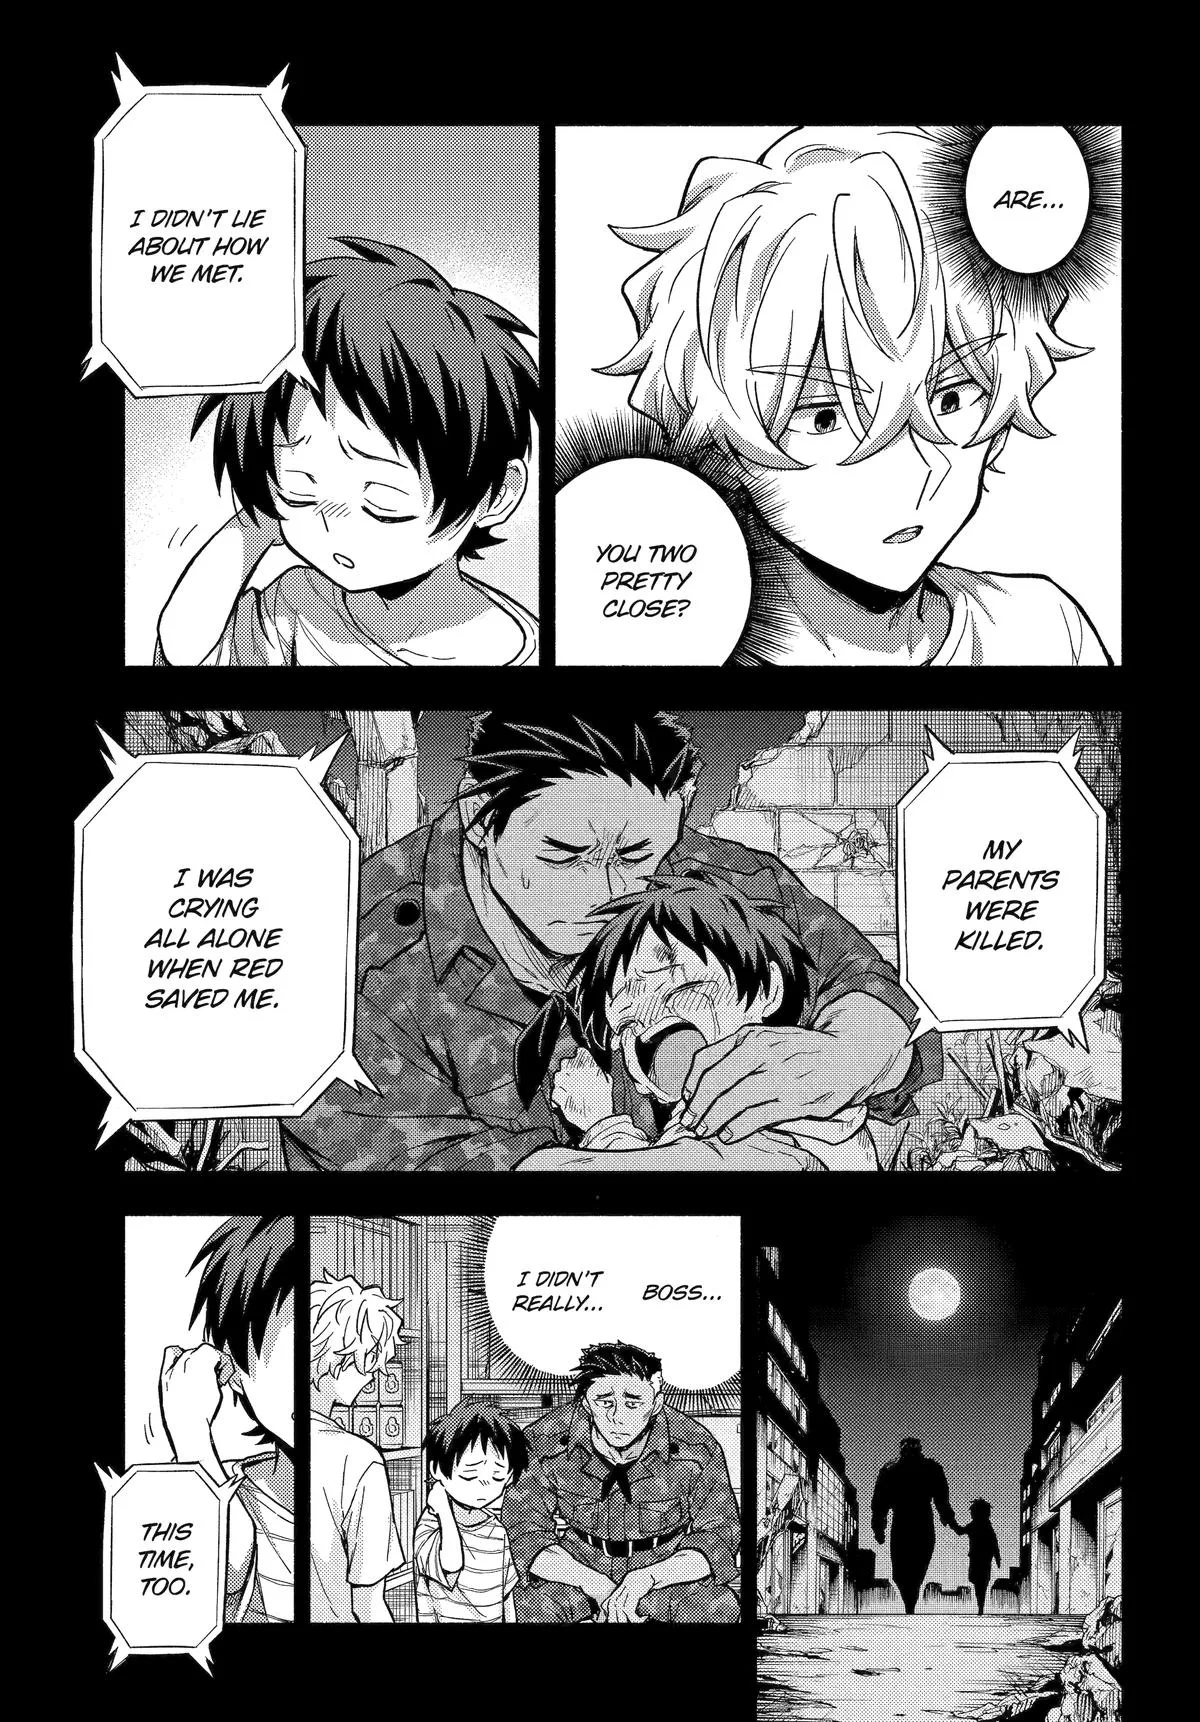 ARE...
YOU TWO
PRETTY
CLOSE?
I DIDN'T LIE
ABOUT HOW
WE MET.
MY
PARENTS
WERE
KILLED.
I WAS
CRYING
ALL ALONE
WHEN RED
SAVED ME.
BOSS...
I DIDN'T
REALLY...
THIS
TIME,
TOO.